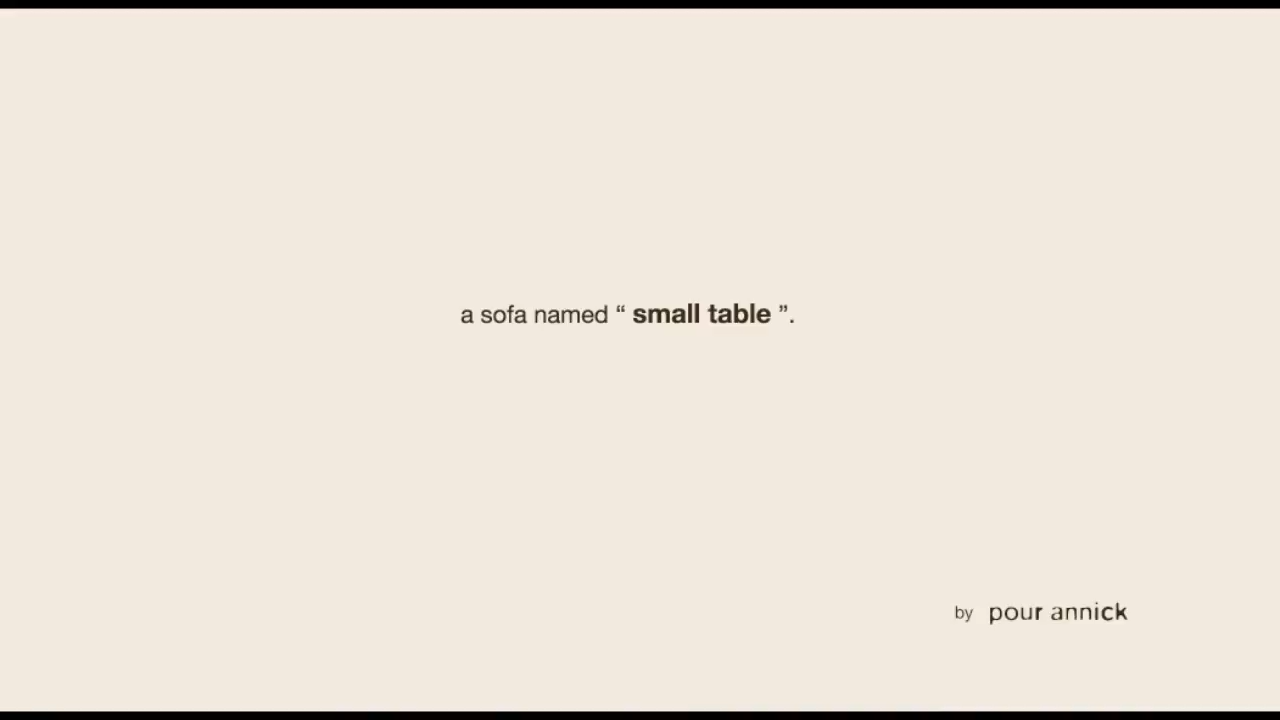 a sofa named “ small table ”.
by pour annick